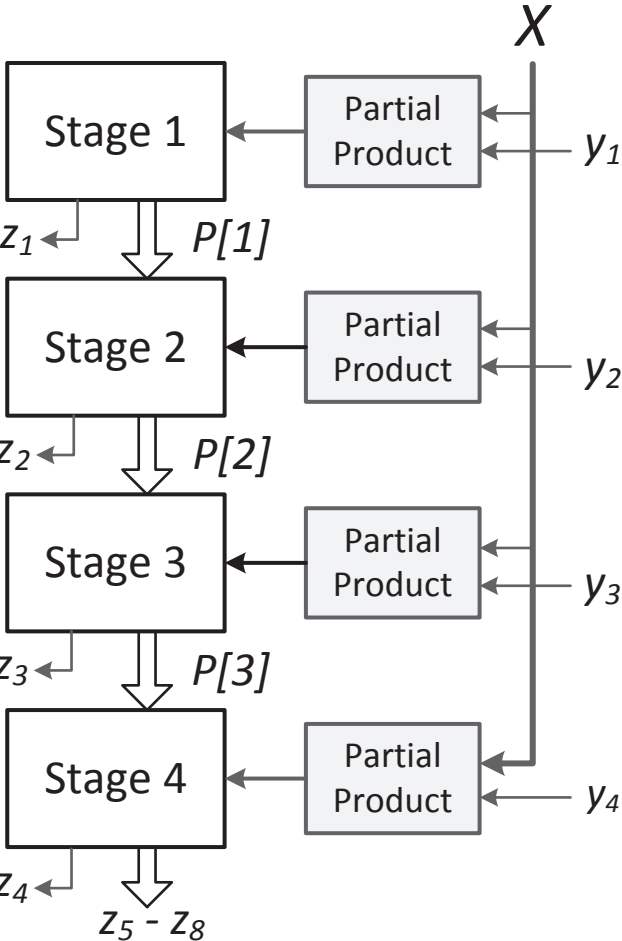 X
Stage 1
Partial
Product
y1
z1
P[1]
Stage 2
Partial
Product
y2
z2
P[2]
Stage 3
Partial
Product
y3
z3
P[3]
Stage 4
Partial
Product
y4
z4
z5 - z8